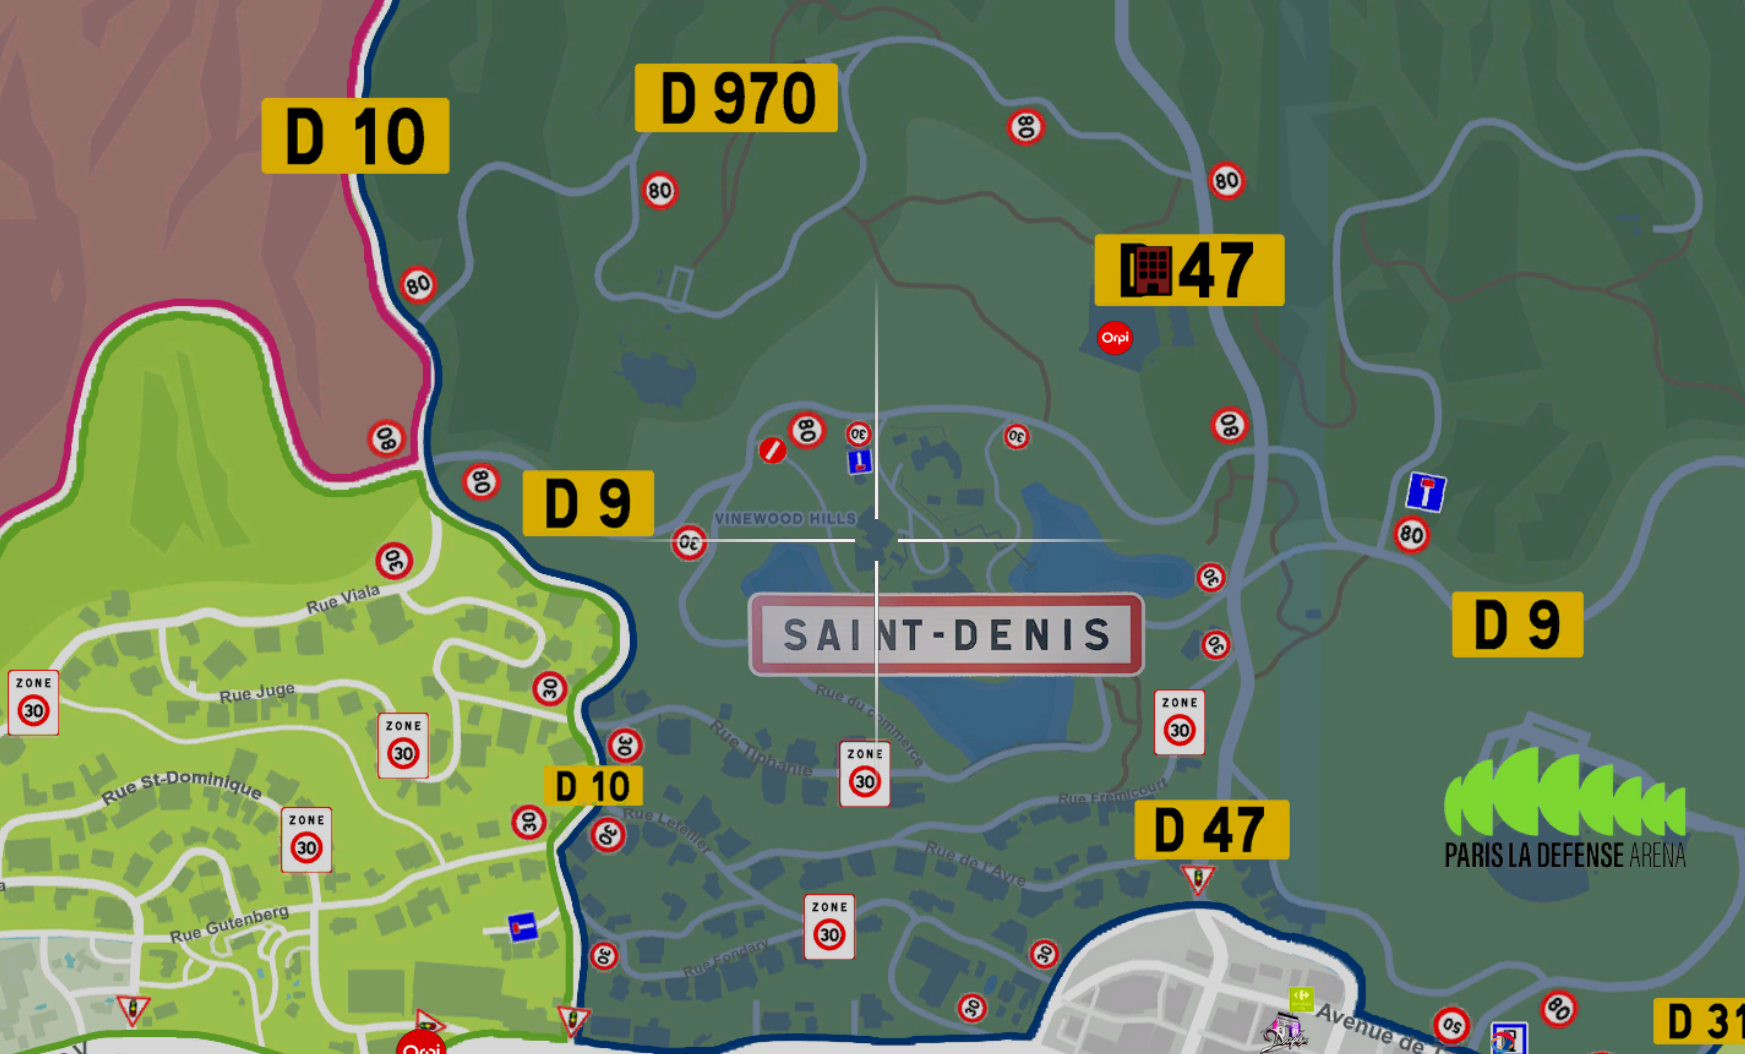 D 970
D 10
80
80
80
47
80
Orpi
80
80
30
30
80
80
D 9
VINEWOOD HILLS
30
80
30
30
Rue Viala
SAINT-DENIS
D 9
30
ZONE
30
Rue Juge
30
ZONE
30
Rue du commerce
ZONE
30
Rue Tiphanie
30
ZONE
30
D 10
Rue St-Dominique
Rue Frémicourt
Rue Letellier
30
30
D 47
ZONE
30
Rue de l'Avre
PARIS LA DEFENSE ARENA
Rue Gutenberg
ZONE
30
Rue Fondary
30
30
30
80
50
Avenue de
D 31
Orpi